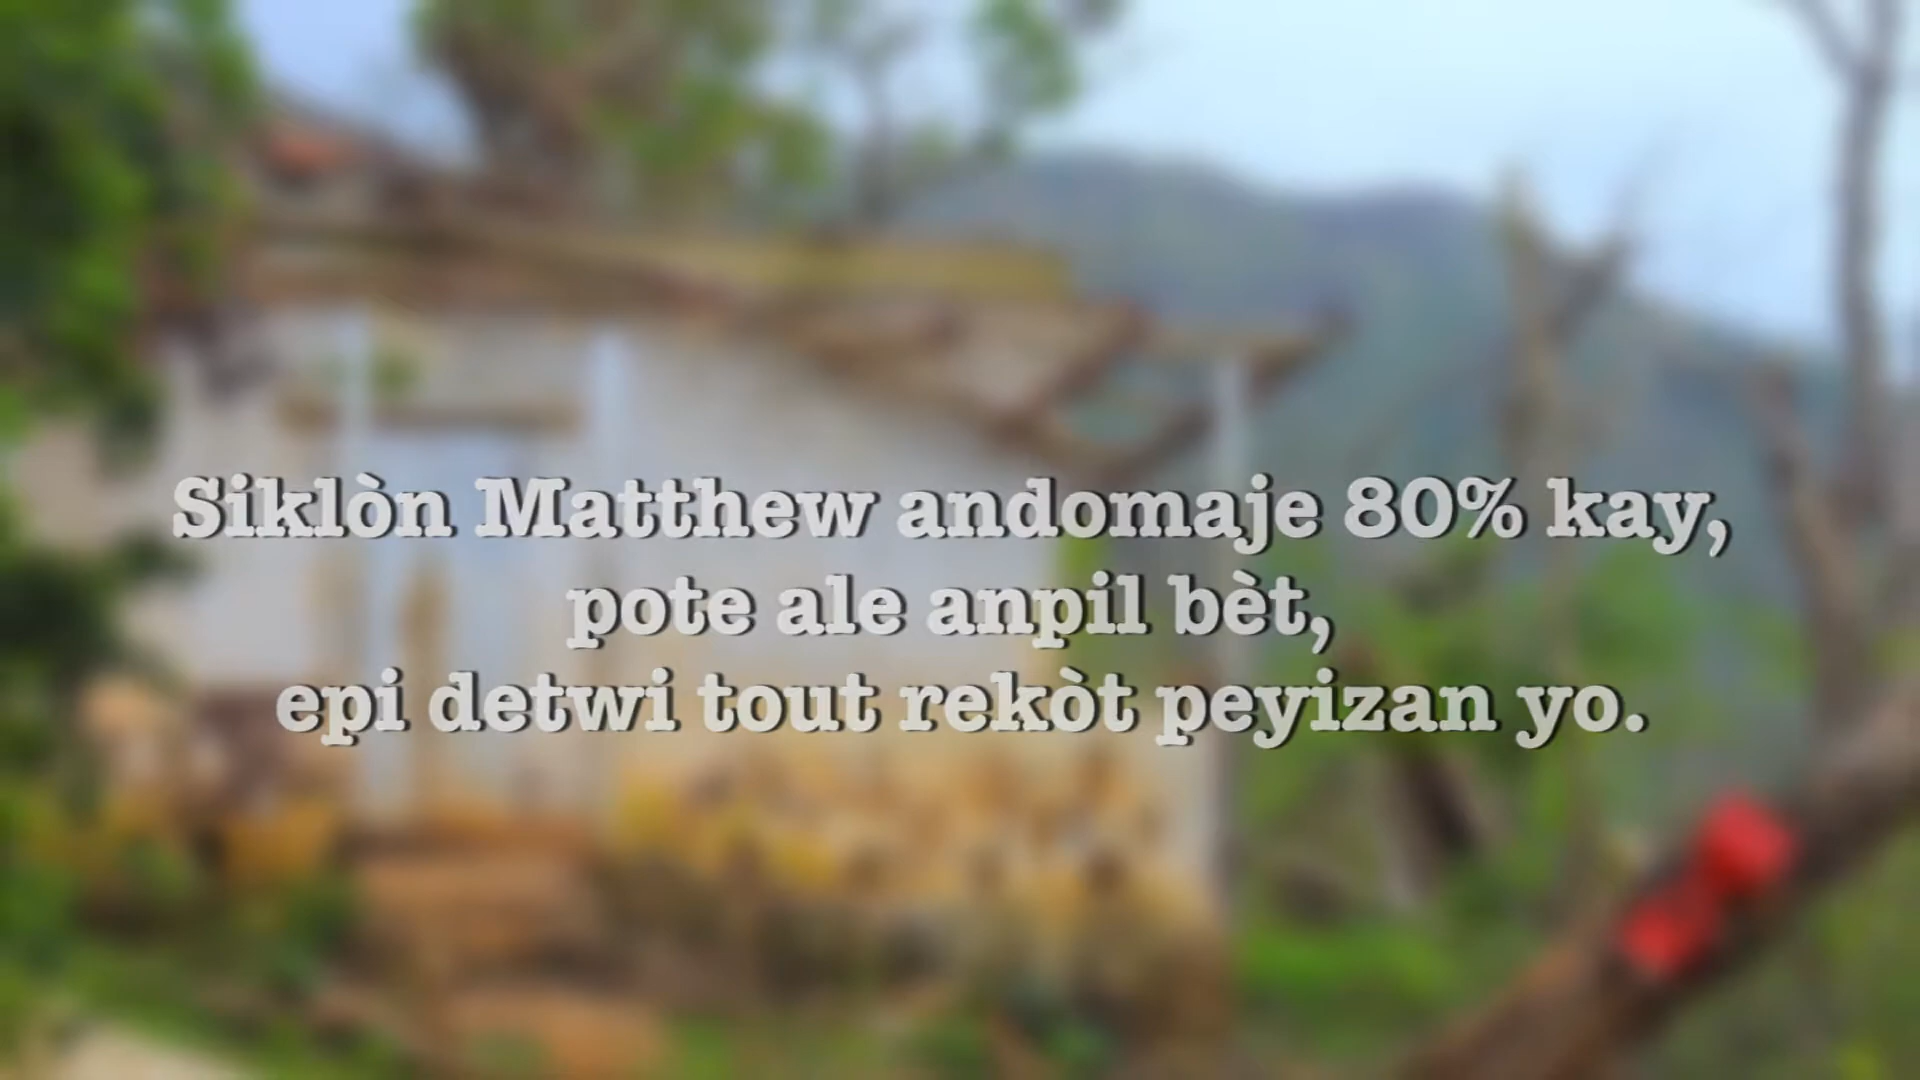 Siklòn Matthew andomaje 80% kay,
pote ale anpil bèt,
epi detwi tout rekòt peyizan yo.